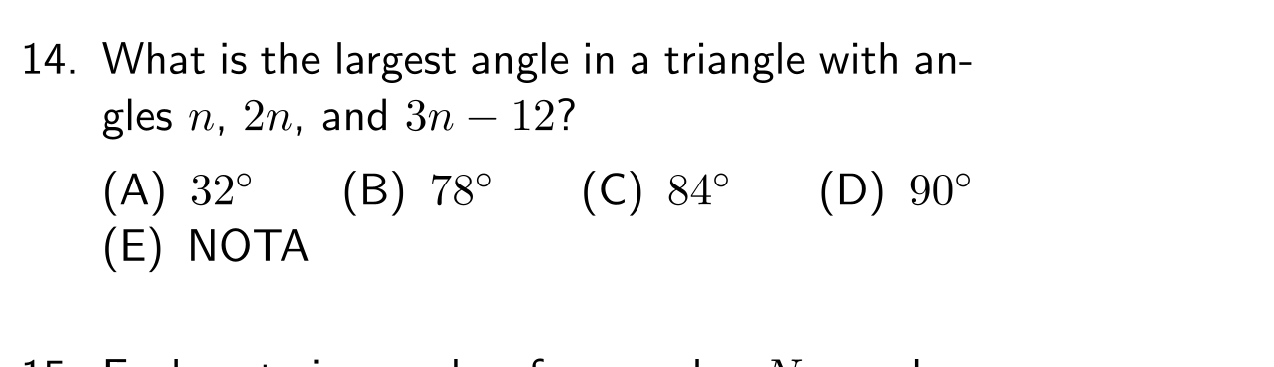 14. What is the largest angle in a triangle with an-
gles n, 2n, and 3n − 12?
(A) 32° (B) 78° (C) 84° (D) 90°
(E) NOTA